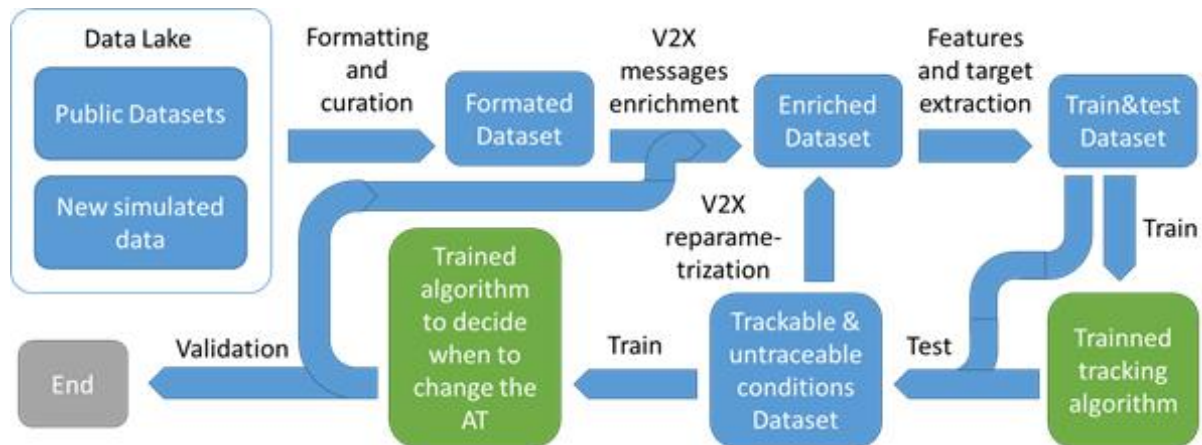 Data Lake
Public Datasets
New simulated
data
Formatting
and
curation
Formated
Dataset
V2X
messages
enrichment
Enriched
Dataset
Features
and target
extraction
Train&test
Dataset
Train
Trainned
tracking
algorithm
Test
V2X
reparame-
trization
Trackable &
untraceable
conditions
Dataset
Train
Trained
algorithm
to decide
when to
change the
AT
Validation
End